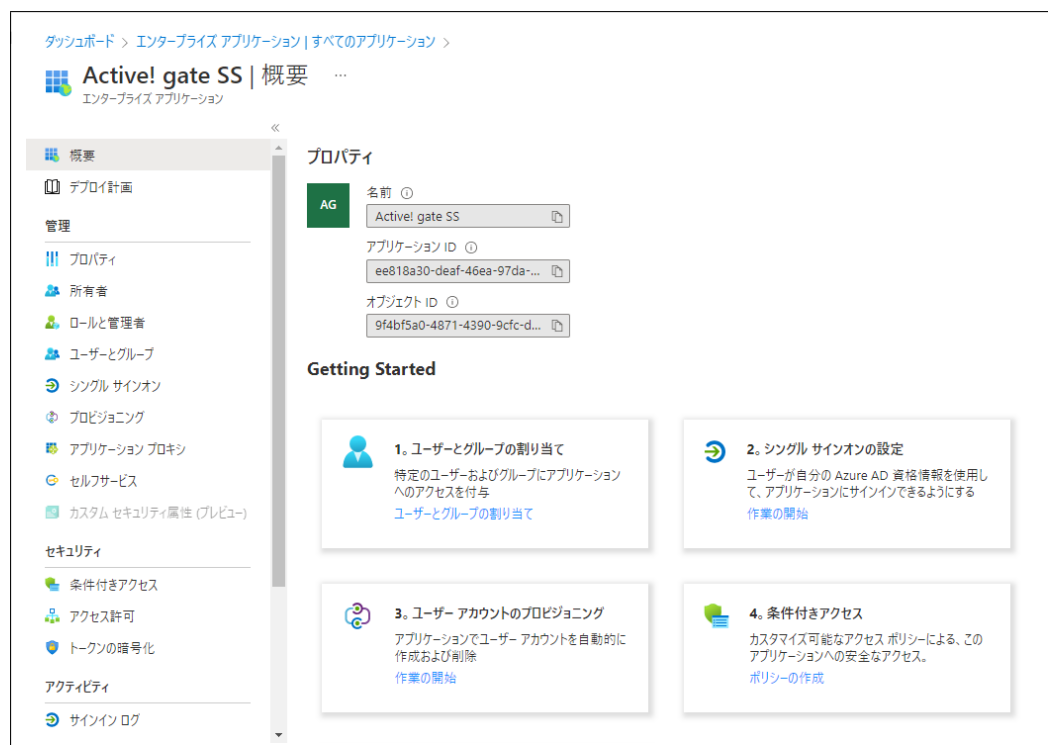 ダッシュボード > エンタープライズ アプリケーション | すべてのアプリケーション >
Active! gate SS | 概要 …
エンタープライズ アプリケーション
«
概要
デプロイ計画
管理
プロパティ
所有者
ロールと管理者
ユーザーとグループ
シングル サインオン
プロビジョニング
アプリケーション プロキシ
セルフサービス
カスタム セキュリティ属性 (プレビュー)
セキュリティ
条件付きアクセス
アクセス許可
トークンの暗号化
アクティビティ
サインイン ログ
プロパティ
AG
名前
Active! gate SS
アプリケーション ID
ee818a30-deaf-46ea-97da-...
オブジェクト ID
9f4bf5a0-4871-4390-9cfc-d...
Getting Started
1。ユーザーとグループの割り当て
特定のユーザーおよびグループにアプリケーション
へのアクセスを付与
ユーザーとグループの割り当て
2。シングル サインオンの設定
ユーザーが自分の Azure AD 資格情報を使用し
て、アプリケーションにサインインできるようにする
作業の開始
3。ユーザー アカウントのプロビジョニング
アプリケーションでユーザー アカウントを自動的に
作成および削除
作業の開始
4。条件付きアクセス
カスタマイズ可能なアクセス ポリシーによる、この
アプリケーションへの安全なアクセス。
ポリシーの作成